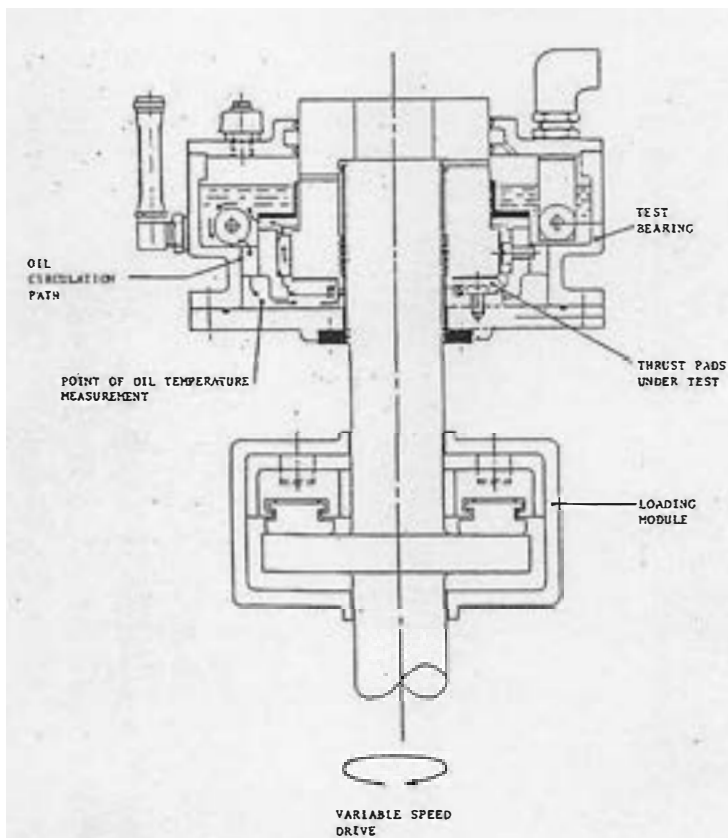 TEST
BEARING
OIL
CIRCULATION
PATH
POINT OF OIL TEMPERATURE
MEASUREMENT
THRUST PADS
UNDER TEST
LOADING
MODULE
VARIABLE SPEED
DRIVE